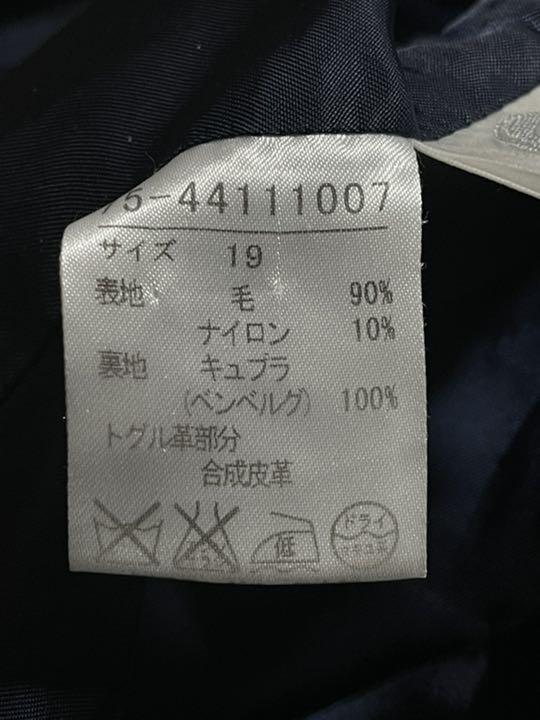 75-44111007
サイズ 19
表地 毛 90%
ナイロン 10%
裏地 キュプラ
(ベンベルグ) 100%
トグル革部分
合成皮革
低 ドライ